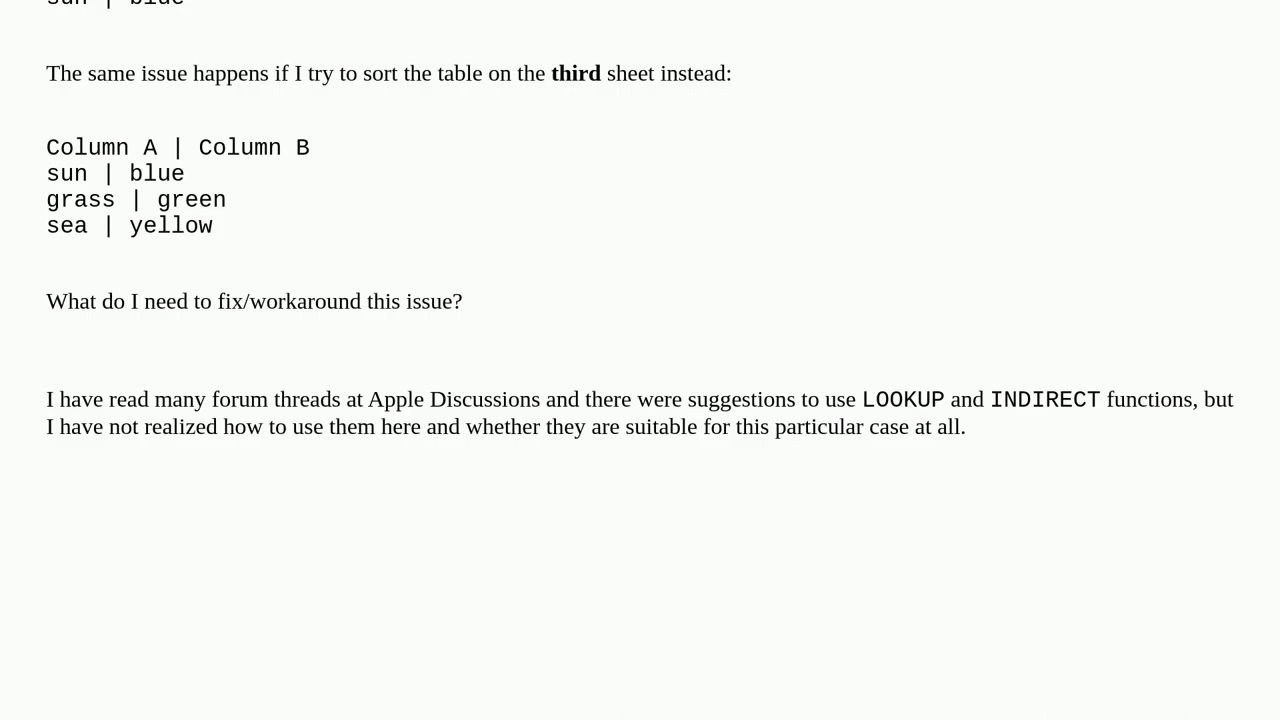 sun | blue
The same issue happens if I try to sort the table on the third sheet instead:
Column A | Column B
sun | blue
grass | green
sea | yellow
What do I need to fix/workaround this issue?
I have read many forum threads at Apple Discussions and there were suggestions to use LOOKUP and INDIRECT functions, but
I have not realized how to use them here and whether they are suitable for this particular case at all.